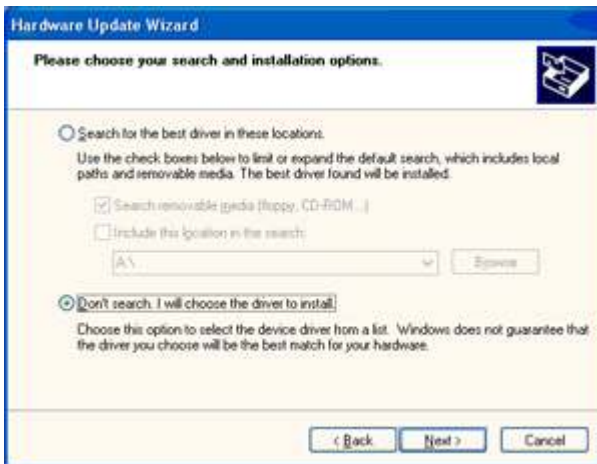 Hardware Update Wizard
Please choose your search and installation options.
Search for the best driver in these locations.
Use the check boxes below to limit or expand the default search, which includes local
paths and removable media. The best driver found will be installed.
Search removable media (floppy, CD-ROM...)
Include this location in the search:
A:\
Browse
Don't search. I will choose the driver to install.
Choose this option to select the device driver from a list. Windows does not guarantee that
the driver you choose will be the best match for your hardware.
< Back
Next >
Cancel